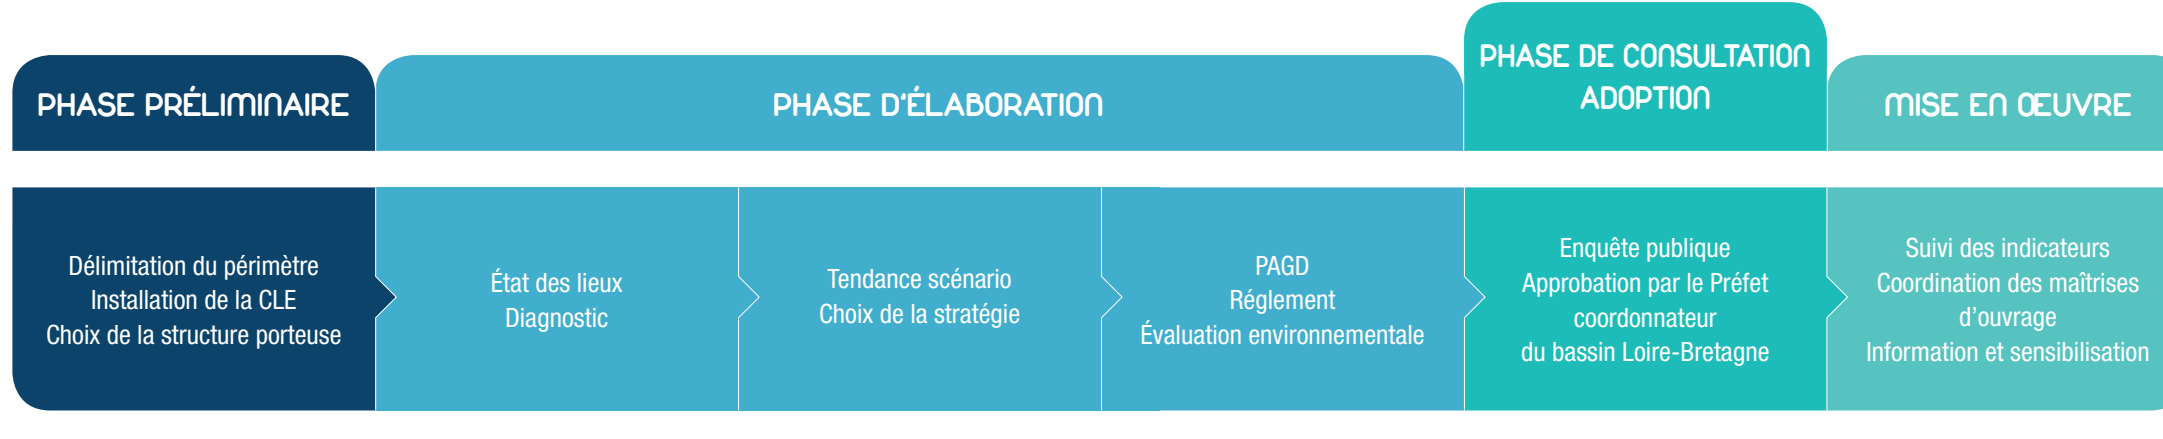 PHASE PRÉLIMINAIRE
PHASE D'ÉLABORATION
PHASE DE CONSULTATION
ADOPTION
MISE EN ŒUVRE
Délimitation du périmètre
Installation de la CLE
Choix de la structure porteuse
État des lieux
Diagnostic
Tendance scénario
Choix de la stratégie
PAGD
Réglement
Évaluation environnementale
Enquête publique
Approbation par le Préfet
coordonnateur
du bassin Loire-Bretagne
Suivi des indicateurs
Coordination des maîtrises
d'ouvrage
Information et sensibilisation